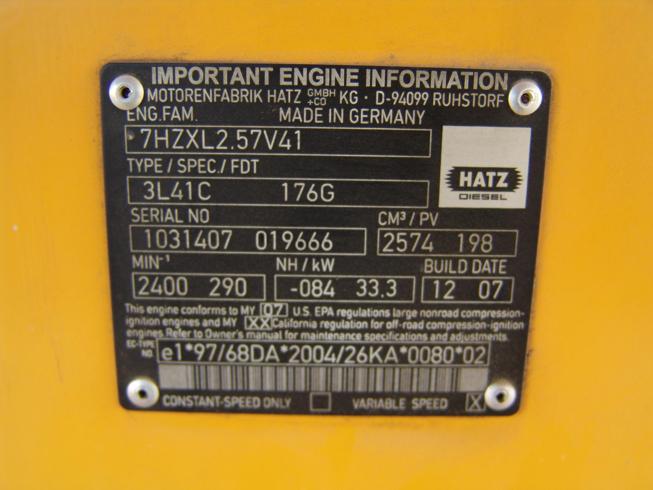 IMPORTANT ENGINE INFORMATION
MOTORENFABRIK HATZ GMBH +CO KG · D-94099 RUHSTORF
ENG.FAM. MADE IN GERMANY
7HZXL2.57V41
TYPE / SPEC./ FDT
3L41C 176G
HATZ
DIESEL
SERIAL NO CM³ / PV
1031407 019666 2574 198
MIN⁻¹ NH / kW BUILD DATE
2400 290 -084 33.3 12 07
This engine conforms to MY 07 U.S. EPA regulations large nonroad compression-
ignition engines and MY XX California regulation for off-road compression-ignition
engines. Refer to Owner's manual for maintenance specifications and adjustments.
EC-TYPE NO. e1*97/68DA*2004/26KA*0080*02
CONSTANT-SPEED ONLY VARIABLE SPEED X